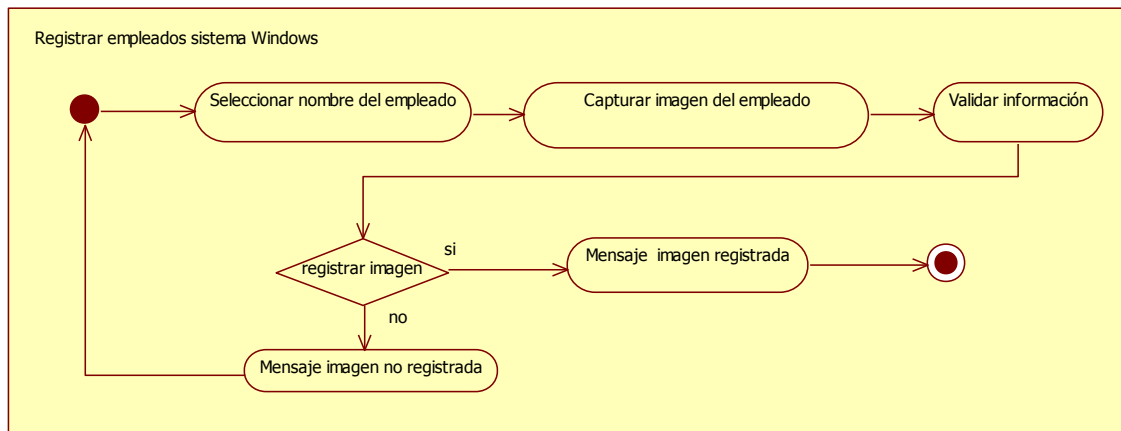 Registrar empleados sistema Windows
Seleccionar nombre del empleado
Capturar imagen del empleado
Validar información
registrar imagen
si
Mensaje imagen registrada
no
Mensaje imagen no registrada